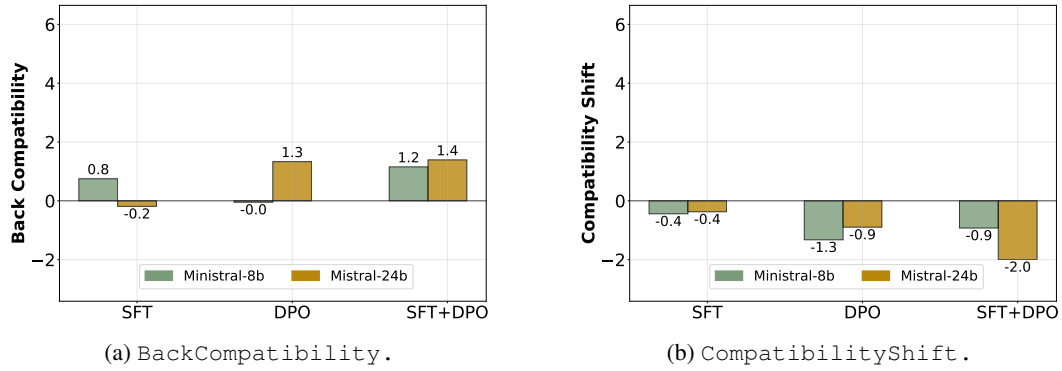 Back Compatibility
6
4
2
0
−2
0.8
-0.2
-0.0
1.3
1.2
1.4
Ministral-8b
Mistral-24b
SFT
DPO
SFT+DPO
(a) BackCompatibility.
Compatibility Shift
6
4
2
0
−2
-0.4
-0.4
-1.3
-0.9
-0.9
-2.0
Ministral-8b
Mistral-24b
SFT
DPO
SFT+DPO
(b) CompatibilityShift.